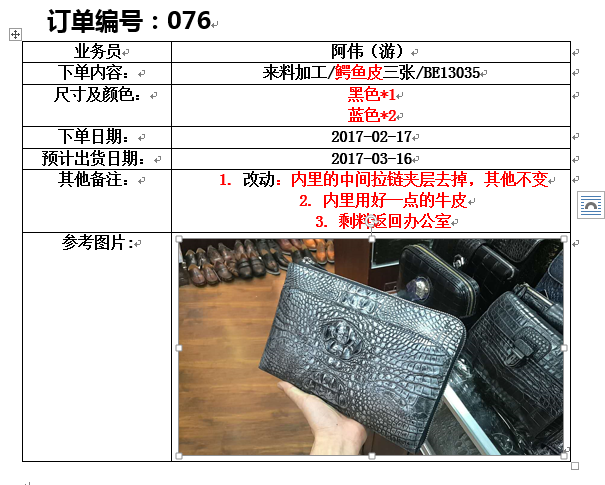 订单编号：076
业务员
阿伟（游）
下单内容：
来料加工/鳄鱼皮三张/BE13035
尺寸及颜色：
黑色*1
蓝色*2
下单日期：
2017-02-17
预计出货日期：
2017-03-16
其他备注：
1. 改动：内里的中间拉链夹层去掉，其他不变
2. 内里用好一点的牛皮
3. 剩料返回办公室
参考图片: